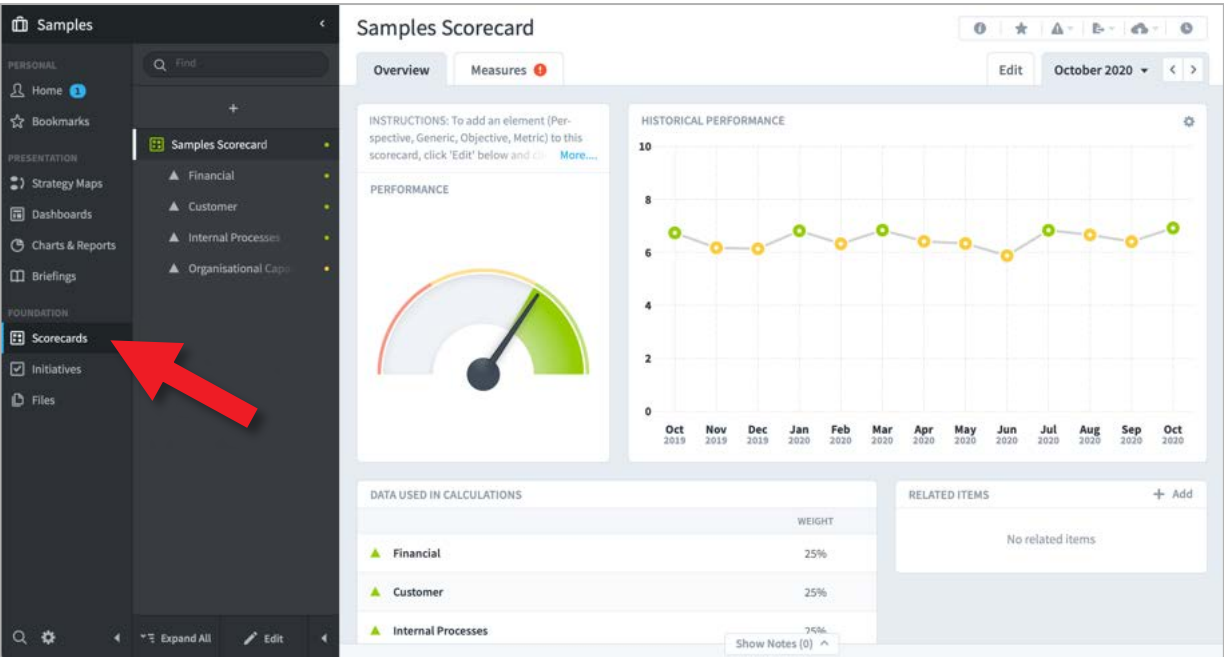 Samples
PERSONAL
Home 1
Bookmarks
PRESENTATION
Strategy Maps
Dashboards
Charts & Reports
Briefings
FOUNDATION
Scorecards
Initiatives
Files
Find
+
Samples Scorecard
Financial
Customer
Internal Processes
Organisational Capa
Expand All
Edit
Samples Scorecard
Overview
Measures
Edit
October 2020
INSTRUCTIONS: To add an element (Per-
spective, Generic, Objective, Metric) to this
scorecard, click 'Edit' below and More....
PERFORMANCE
HISTORICAL PERFORMANCE
10
8
6
4
2
0
Oct Nov Dec Jan Feb Mar Apr May Jun Jul Aug Sep Oct
2019 2019 2019 2020 2020 2020 2020 2020 2020 2020 2020 2020 2020
DATA USED IN CALCULATIONS
WEIGHT
Financial 25%
Customer 25%
Internal Processes 25%
RELATED ITEMS
+ Add
No related items
Show Notes (0)